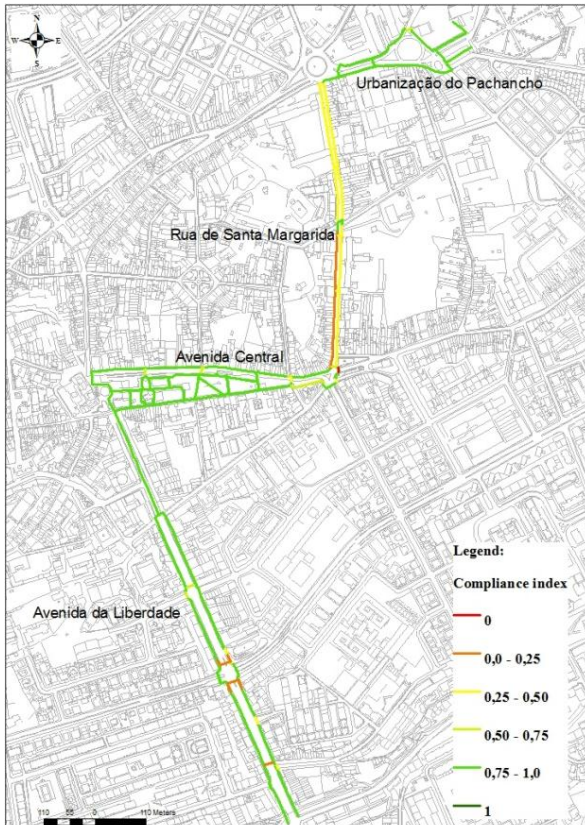 N
W E
S
Urbanização do Pachancho
Rua de Santa Margarida
Avenida Central
Avenida da Liberdade
Legend:
Compliance index
0
0,0 - 0,25
0,25 - 0,50
0,50 - 0,75
0,75 - 1,0
1
110 55 0 110 Meters